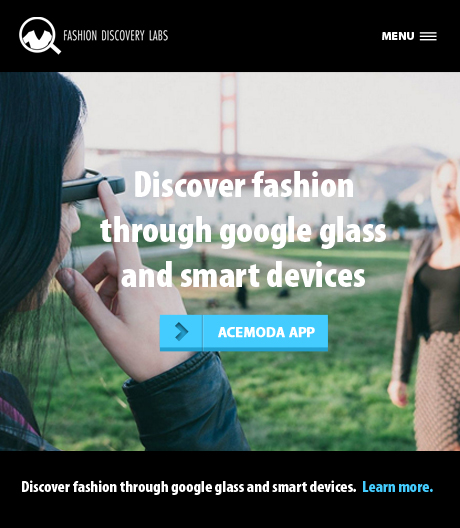 FASHION DISCOVERY LABS
MENU
Discover fashion
through google glass
and smart devices
ACEMODA APP
Discover fashion through google glass and smart devices. Learn more.